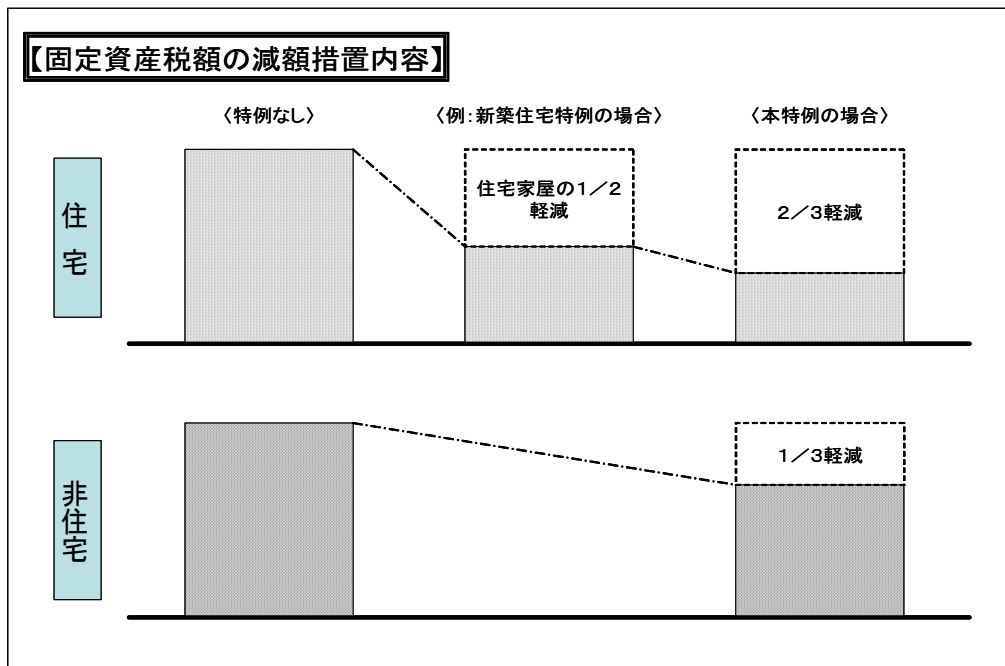 【固定資産税額の減額措置内容】
〈特例なし〉
〈例：新築住宅特例の場合〉
〈本特例の場合〉
住宅
住宅家屋の１／２
軽減
２／３軽減
非住宅
１／３軽減